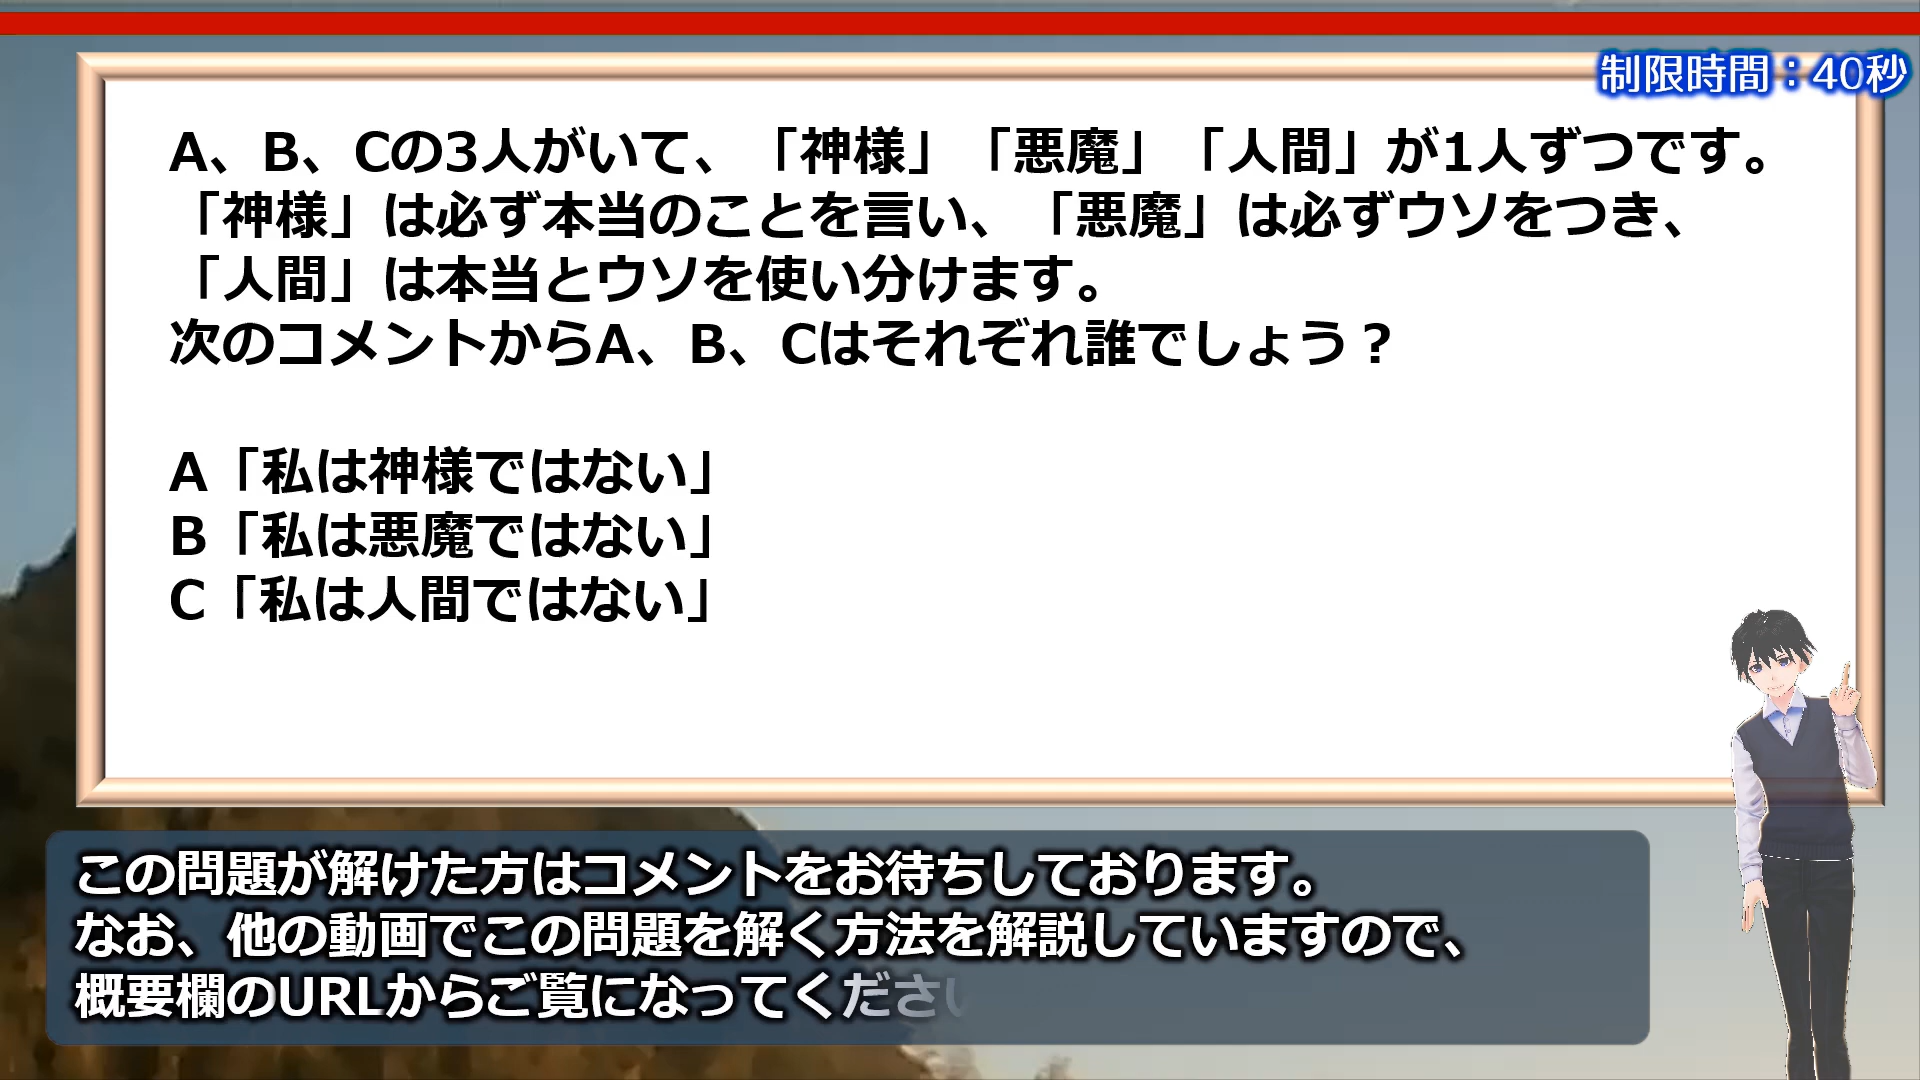 制限時間：40秒
A、B、Cの3人がいて、「神様」「悪魔」「人間」が1人ずつです。
「神様」は必ず本当のことを言い、「悪魔」は必ずウソをつき、
「人間」は本当とウソを使い分けます。
次のコメントからA、B、Cはそれぞれ誰でしょう？
A「私は神様ではない」
B「私は悪魔ではない」
C「私は人間ではない」
この問題が解けた方はコメントをお待ちしております。
なお、他の動画でこの問題を解く方法を解説していますので、
概要欄のURLからご覧になってください